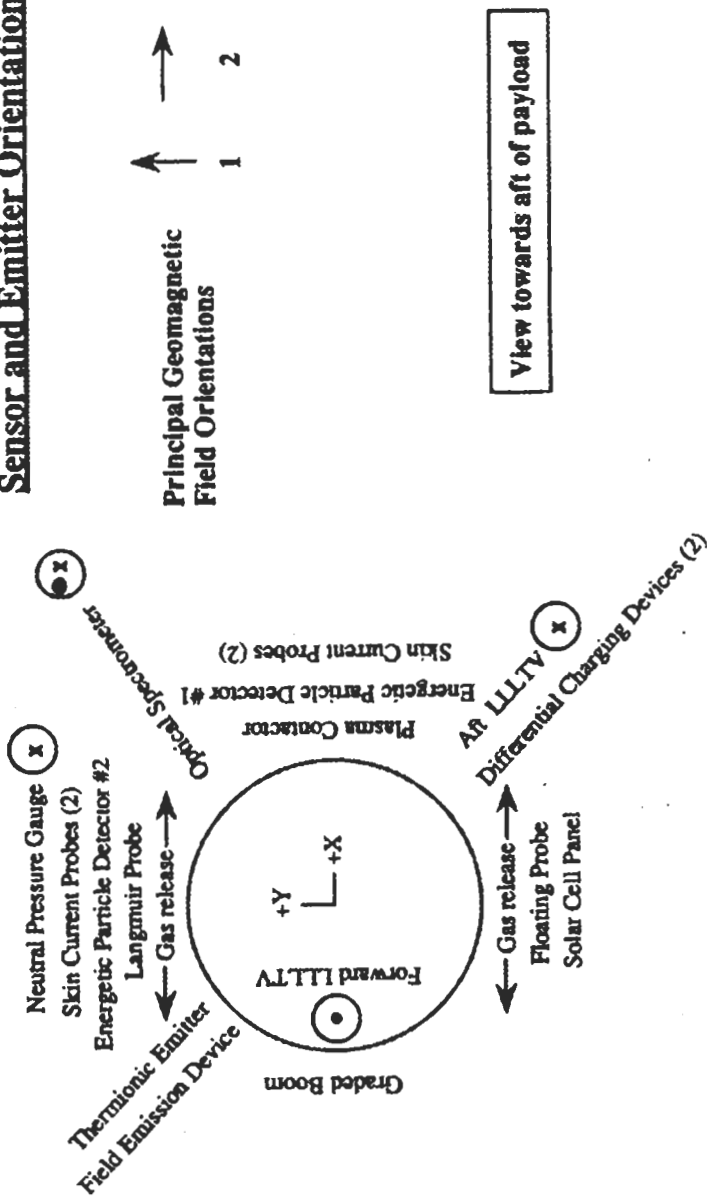 Sensor and Emitter Orientation
Neutral Pressure Gauge
x
Skin Current Probes (2)
Energetic Particle Detector #2
Langmuir Probe
Gas release
Thermionic Emitter
Field Emission Device
Optical Spectrometer
x
Graded Boom
Forward LLLTV
+Y
+X
Plasma Contactor
Energetic Particle Detector #1
Skin Current Probes (2)
Aft LLLTV
x
Differential Charging Devices (2)
Gas release
Floating Probe
Solar Cell Panel
Principal Geomagnetic
Field Orientations
1
2
View towards aft of payload